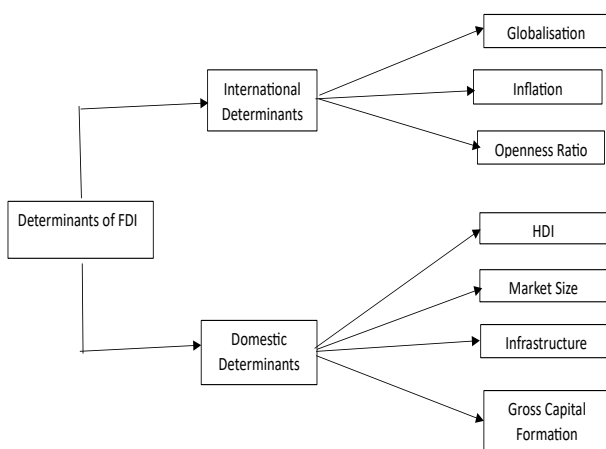 Globalisation
International
Determinants
Inflation
Openness Ratio
Determinants of FDI
HDI
Market Size
Domestic
Determinants
Infrastructure
Gross Capital
Formation